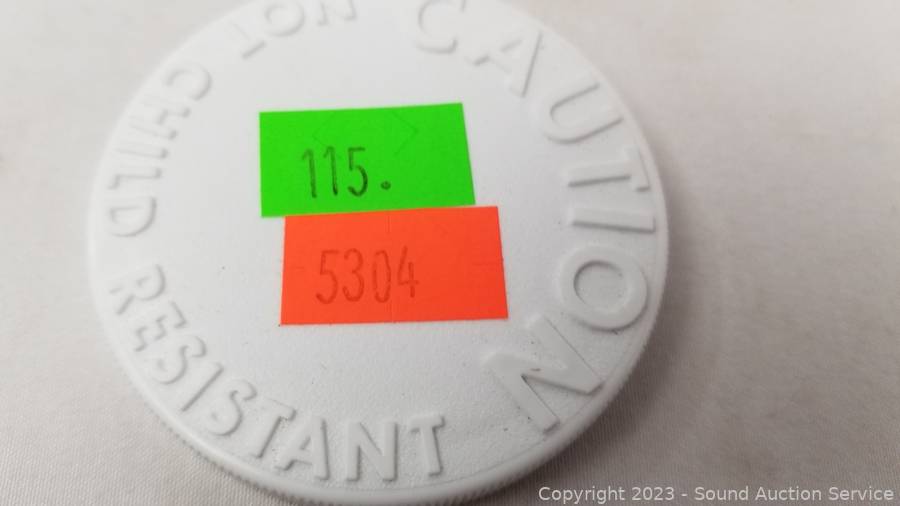 CAUTION
NOT CHILD RESISTANT
115.
5304
Copyright 2023 - Sound Auction Service